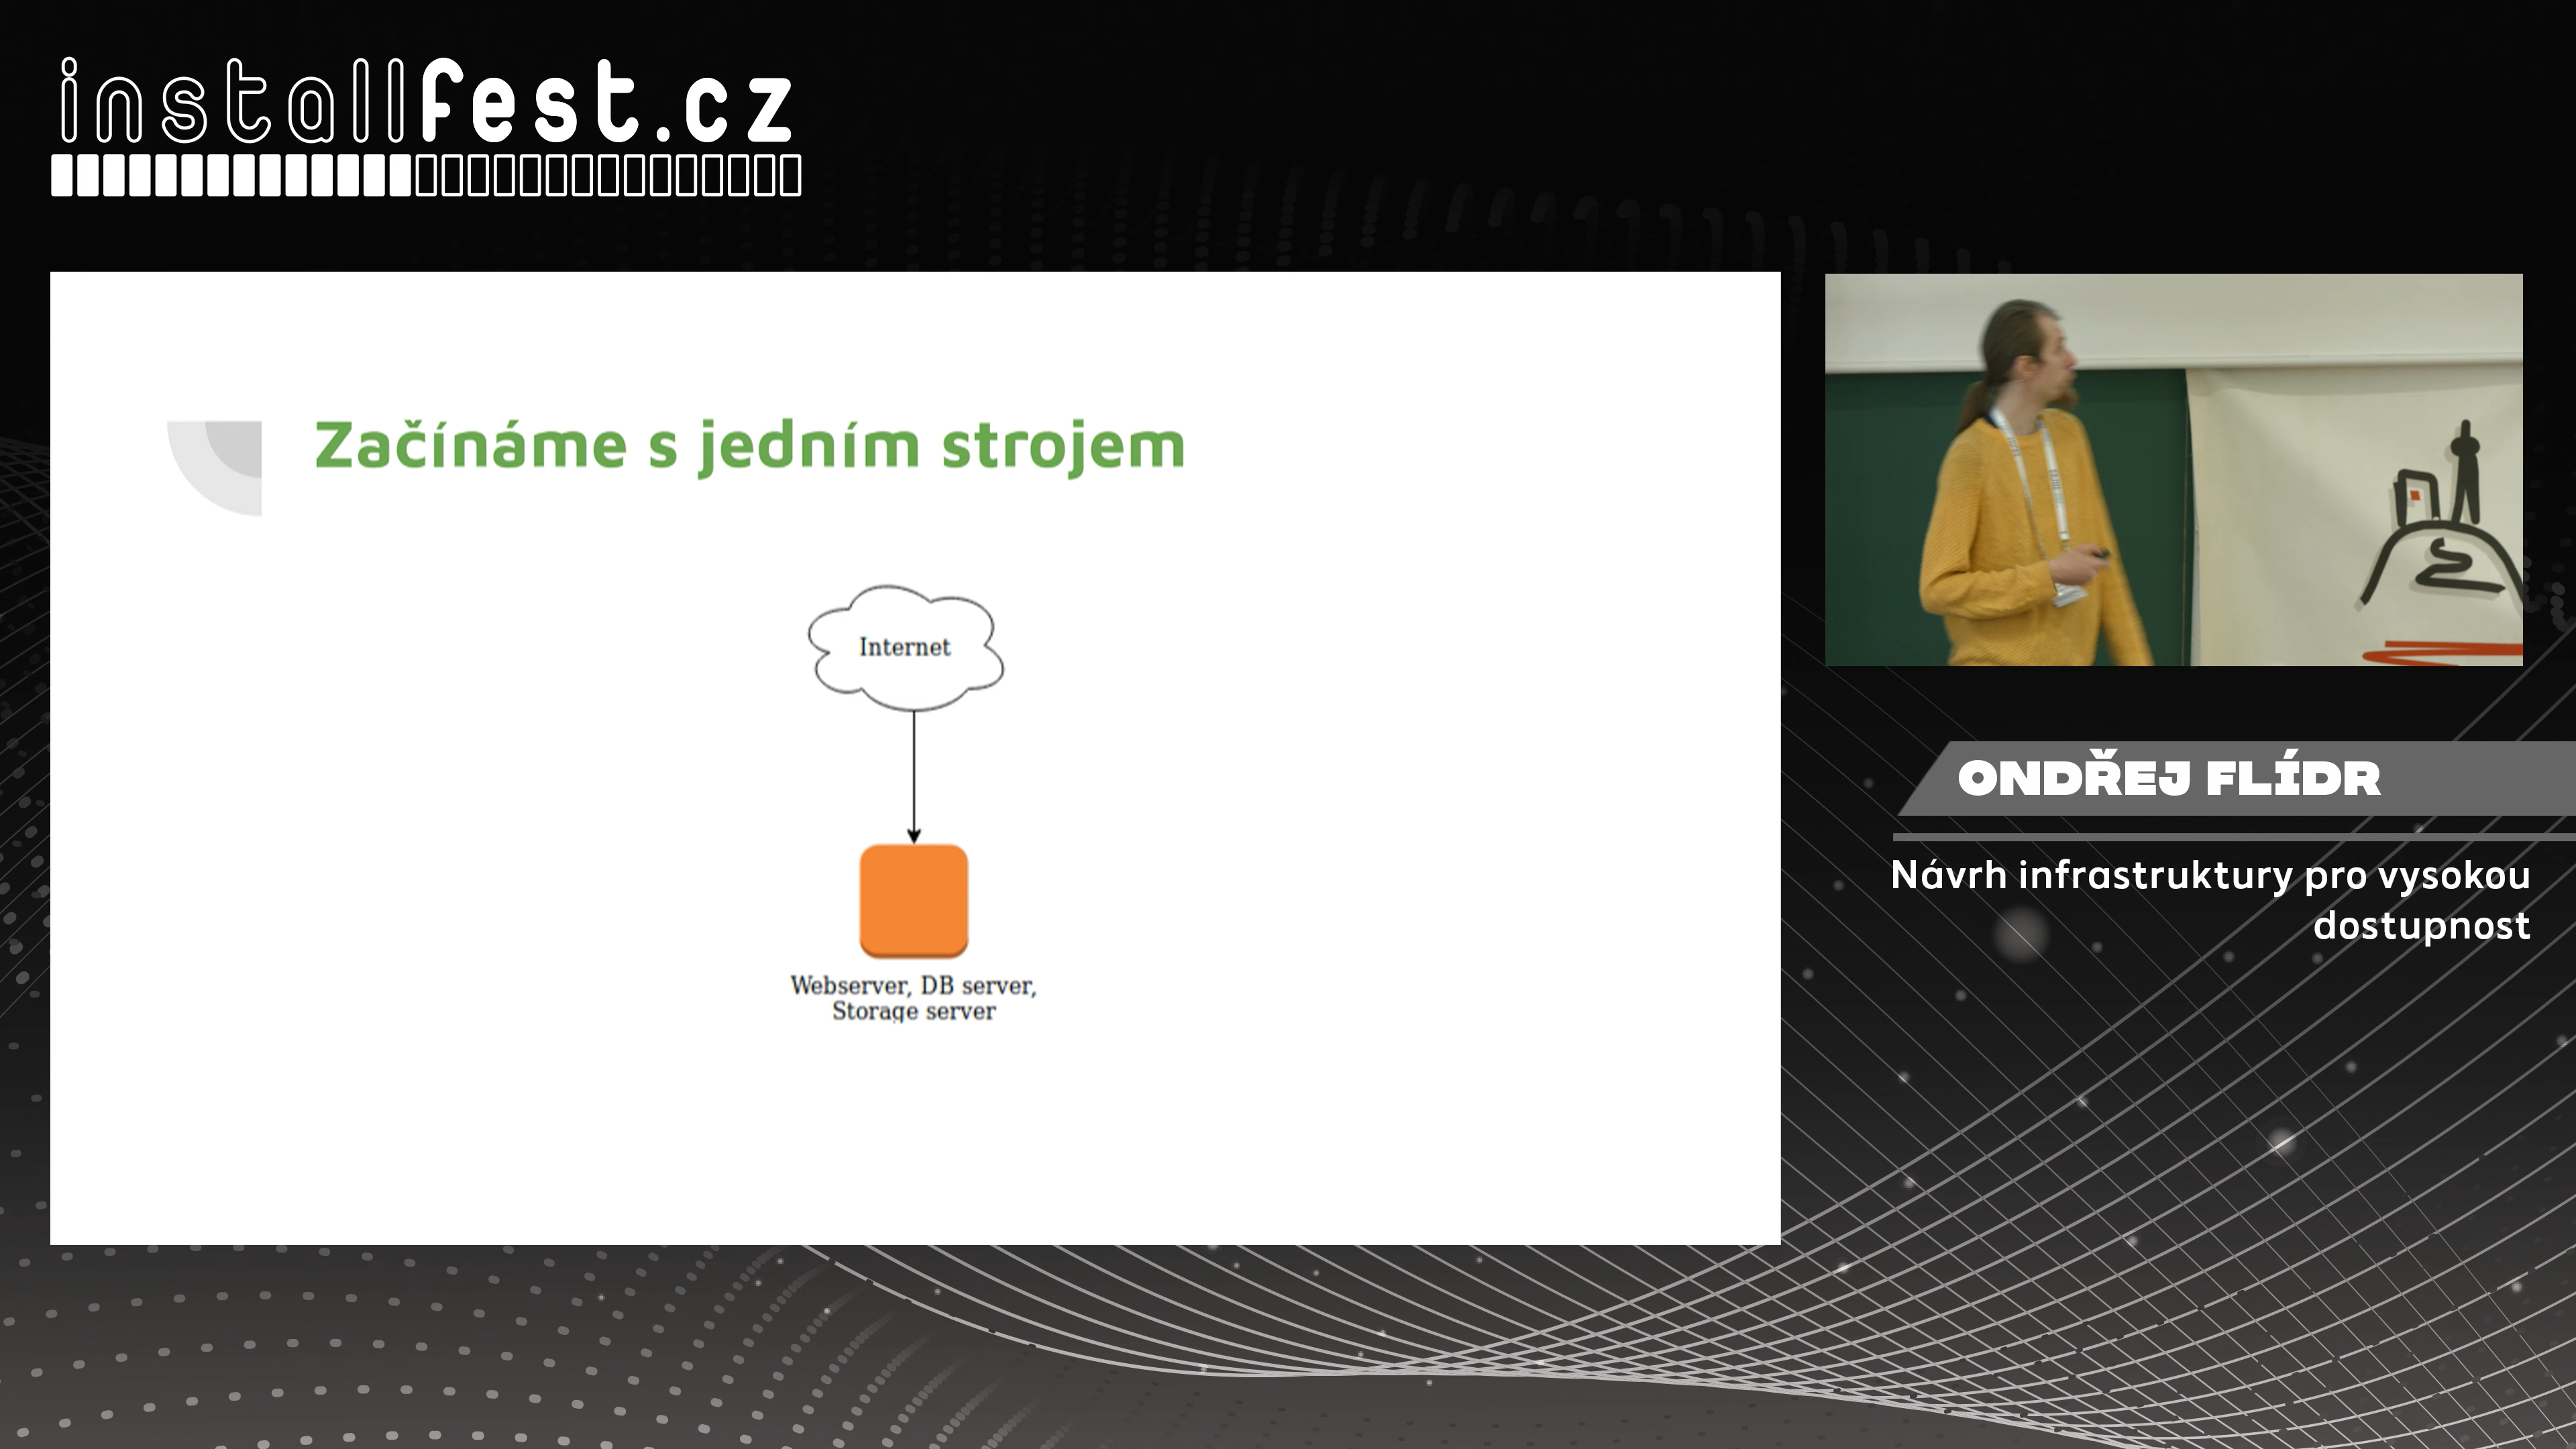 installfest.cz
Začínáme s jedním strojem
Internet
Webserver, DB server,
Storage server
ONDŘEJ FLÍDR
Návrh infrastruktury pro vysokou
dostupnost